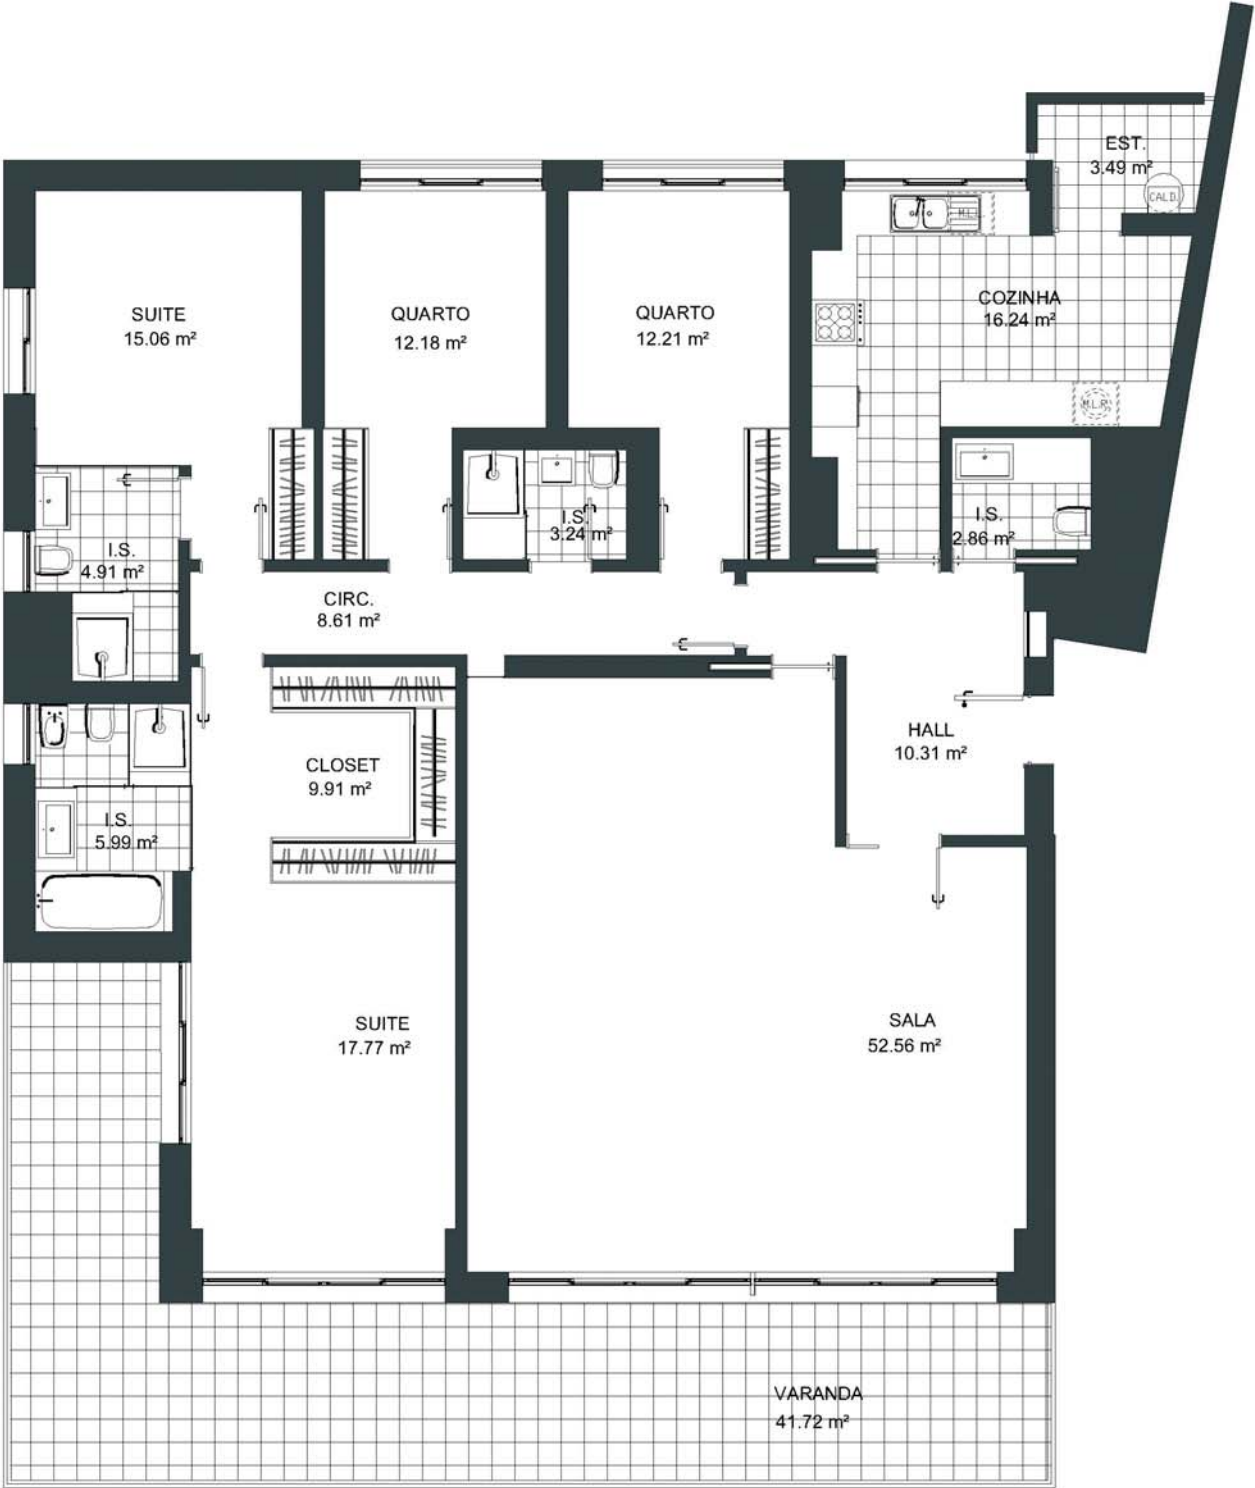 EST.
3.49 m²
CALD.
M.L.
SUITE
15.06 m²
QUARTO
12.18 m²
QUARTO
12.21 m²
COZINHA
16.24 m²
M.L.R.
I.S.
4.91 m²
I.S.
3.24 m²
I.S.
2.86 m²
CIRC.
8.61 m²
HALL
10.31 m²
CLOSET
9.91 m²
I.S.
5.99 m²
SUITE
17.77 m²
SALA
52.56 m²
VARANDA
41.72 m²